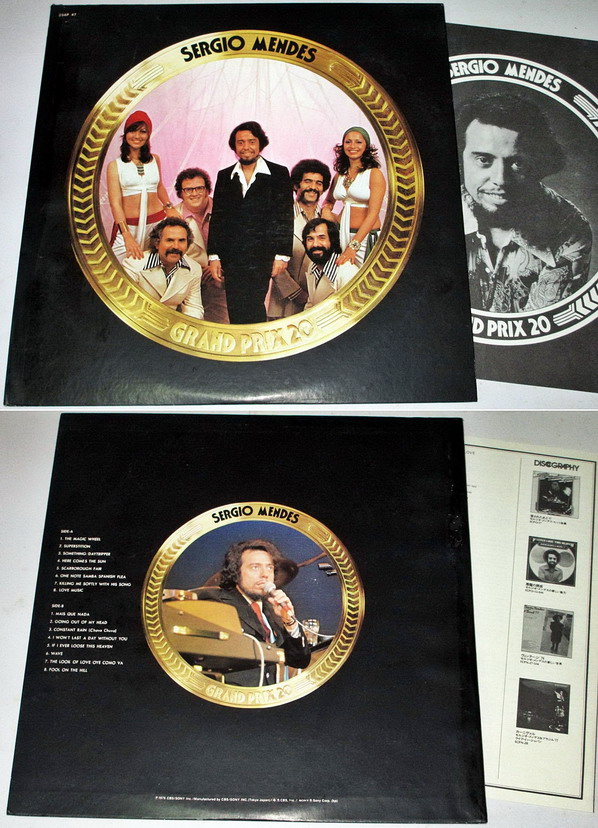 SERGIO MENDES
GRAND PRIX 20
SERGIO MENDES
D PRIX 20
SERGIO MENDES
GRAND PRIX 20
SIDE-A
1. THE MAGIC WHEEL
2. SUPERSTITION
3. SOMETHING DAYTRIPPER
4. HERE COMES THE SUN
5. SCARBOROUGH FAIR
6. ONE NOTE SAMBA SPANISH FLEA
7. KILLING ME SOFTLY WITH HIS SONG
8. LOVE MUSIC
SIDE-B
1. MAIS QUE NADA
2. GOING OUT OF MY HEAD
3. CONSTANT RAIN (Chove Chuva)
4. I WON'T LAST A DAY WITHOUT YOU
5. IF I EVER LOOSE THIS HEAVEN
6. WAVE
7. THE LOOK OF LOVE OYE COMO VA
8. FOOL ON THE HILL
DISCOGRAPHY